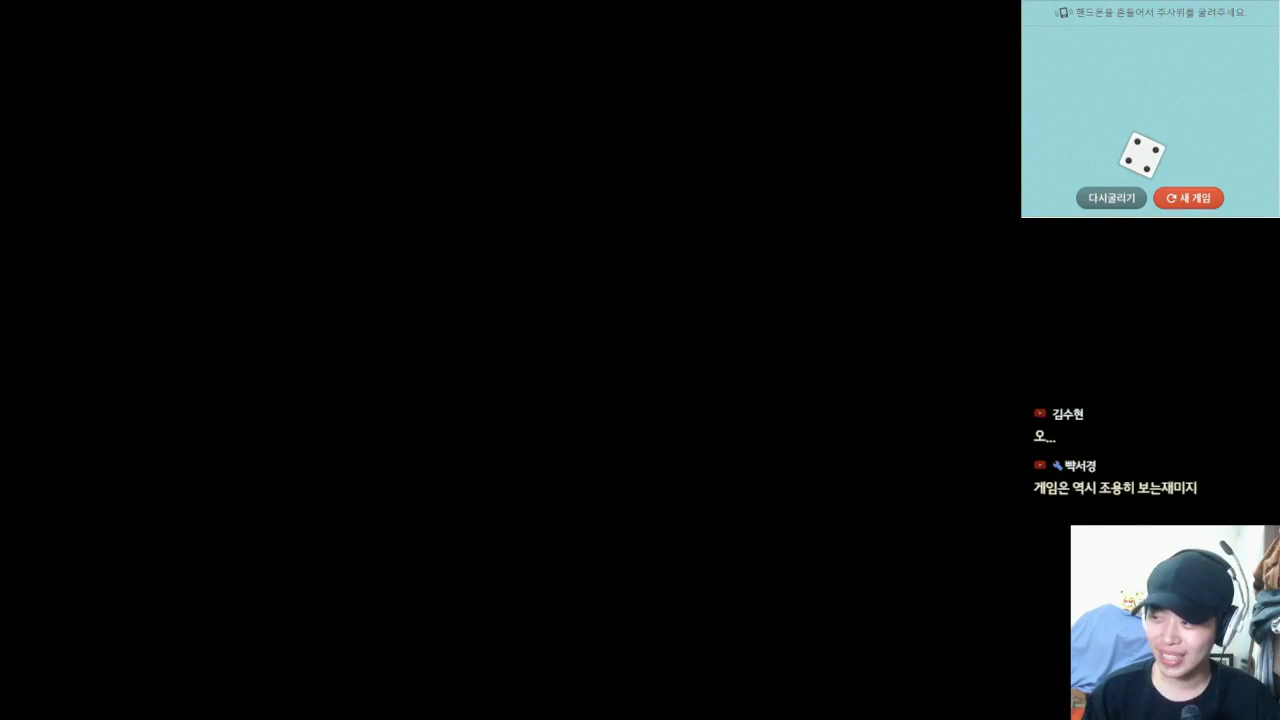 핸드폰을 흔들어서 주사위를 굴려주세요.
다시굴리기
새 게임
김수현
오...
빡서경
게임은 역시 조용히 보는재미지